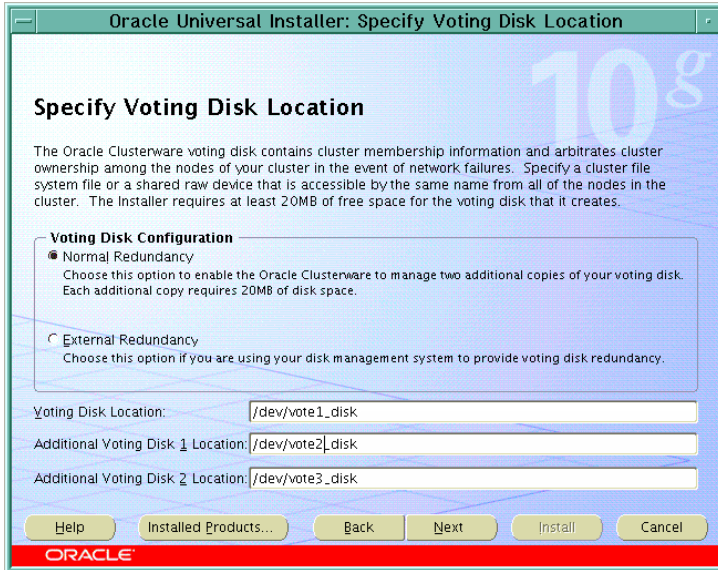 Oracle Universal Installer: Specify Voting Disk Location
10g
Specify Voting Disk Location
The Oracle Clusterware voting disk contains cluster membership information and arbitrates cluster
ownership among the nodes of your cluster in the event of network failures. Specify a cluster file
system file or a shared raw device that is accessible by the same name from all of the nodes in the
cluster. The Installer requires at least 20MB of free space for the voting disk that it creates.
Voting Disk Configuration
Normal Redundancy
Choose this option to enable the Oracle Clusterware to manage two additional copies of your voting disk.
Each additional copy requires 20MB of disk space.
External Redundancy
Choose this option if you are using your disk management system to provide voting disk redundancy.
Voting Disk Location: /dev/vote1_disk
Additional Voting Disk 1 Location: /dev/vote2_disk
Additional Voting Disk 2 Location: /dev/vote3_disk
Help Installed Products... Back Next Install Cancel
ORACLE